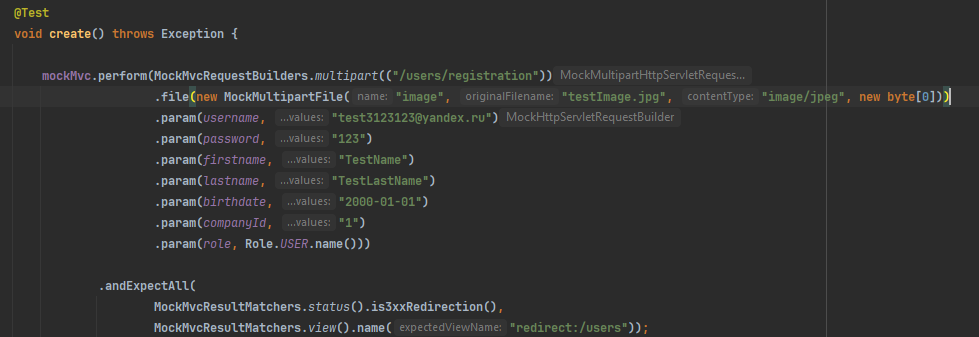 @Test
void create() throws Exception {
mockMvc.perform(MockMvcRequestBuilders.multipart(("/users/registration")) MockMultipartHttpServletReques…
.file(new MockMultipartFile( name: "image", originalFilename: "testImage.jpg", contentType: "image/jpeg", new byte[0]))
.param(username, …values: "test3123123@yandex.ru") MockHttpServletRequestBuilder
.param(password, …values: "123")
.param(firstname, …values: "TestName")
.param(lastname, …values: "TestLastName")
.param(birthdate, …values: "2000-01-01")
.param(companyId, …values: "1")
.param(role, Role.USER.name()))
.andExpectAll(
MockMvcResultMatchers.status().is3xxRedirection(),
MockMvcResultMatchers.view().name( expectedViewName: "redirect:/users"));